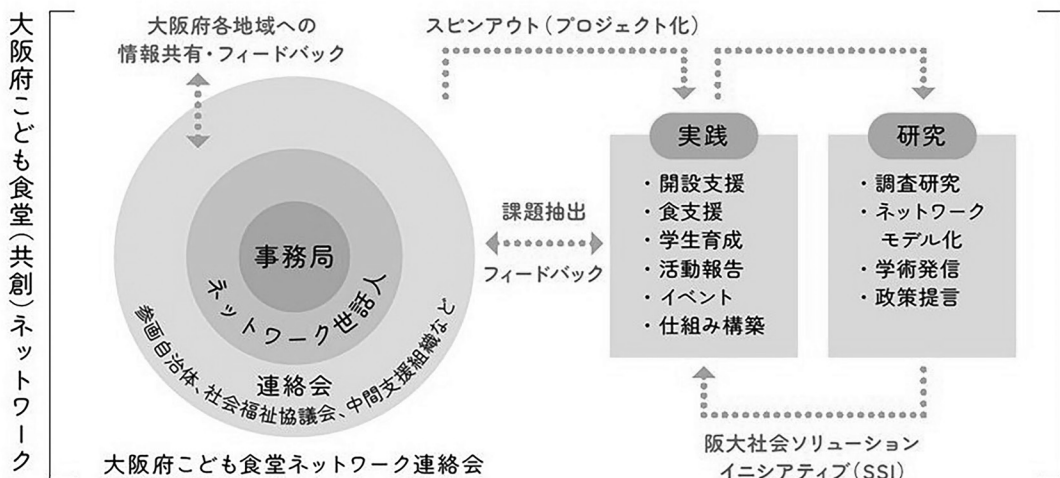 大阪府こども食堂(共創)ネットワーク
大阪府各地域への
情報共有・フィードバック
事務局
ネットワーク世話人
連絡会
参画自治体、社会福祉協議会、中間支援組織など
大阪府こども食堂ネットワーク連絡会
スピンアウト(プロジェクト化)
課題抽出
フィードバック
実践
・開設支援
・食支援
・学生育成
・活動報告
・イベント
・仕組み構築
研究
・調査研究
・ネットワーク
モデル化
・学術発信
・政策提言
阪大社会ソリューション
イニシアティブ(SSI)